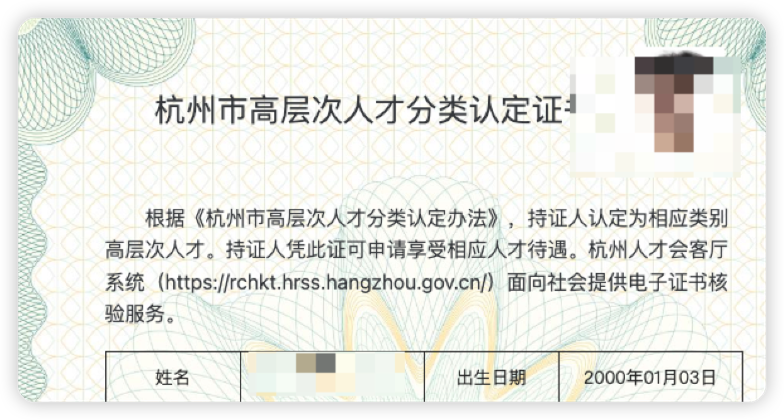 杭州市高层次人才分类认定证
根据《杭州市高层次人才分类认定办法》，持证人认定为相应类别
高层次人才。持证人凭此证可申请享受相应人才待遇。杭州人才会客厅
系统（https://rchkt.hrss.hangzhou.gov.cn/）面向社会提供电子证书核
验服务。
姓名 出生日期 2000年01月03日